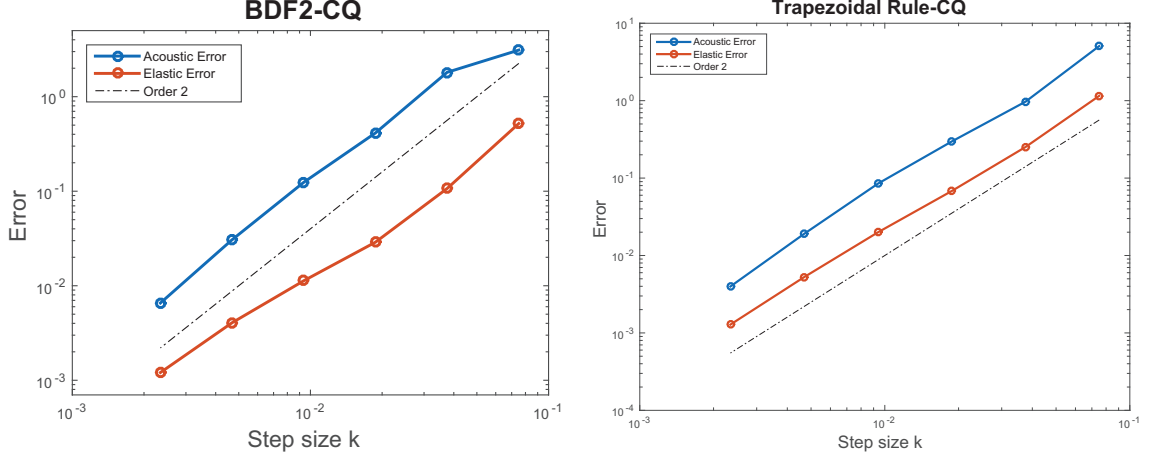 BDF2-CQ
Acoustic Error
Elastic Error
Order 2
10^0
10^-1
10^-2
10^-3
Error
10^-3
10^-2
10^-1
Step size k
Trapezoidal Rule-CQ
Acoustic Error
Elastic Error
Order 2
10^1
10^0
10^-1
10^-2
10^-3
10^-4
Error
10^-3
10^-2
10^-1
Step size k